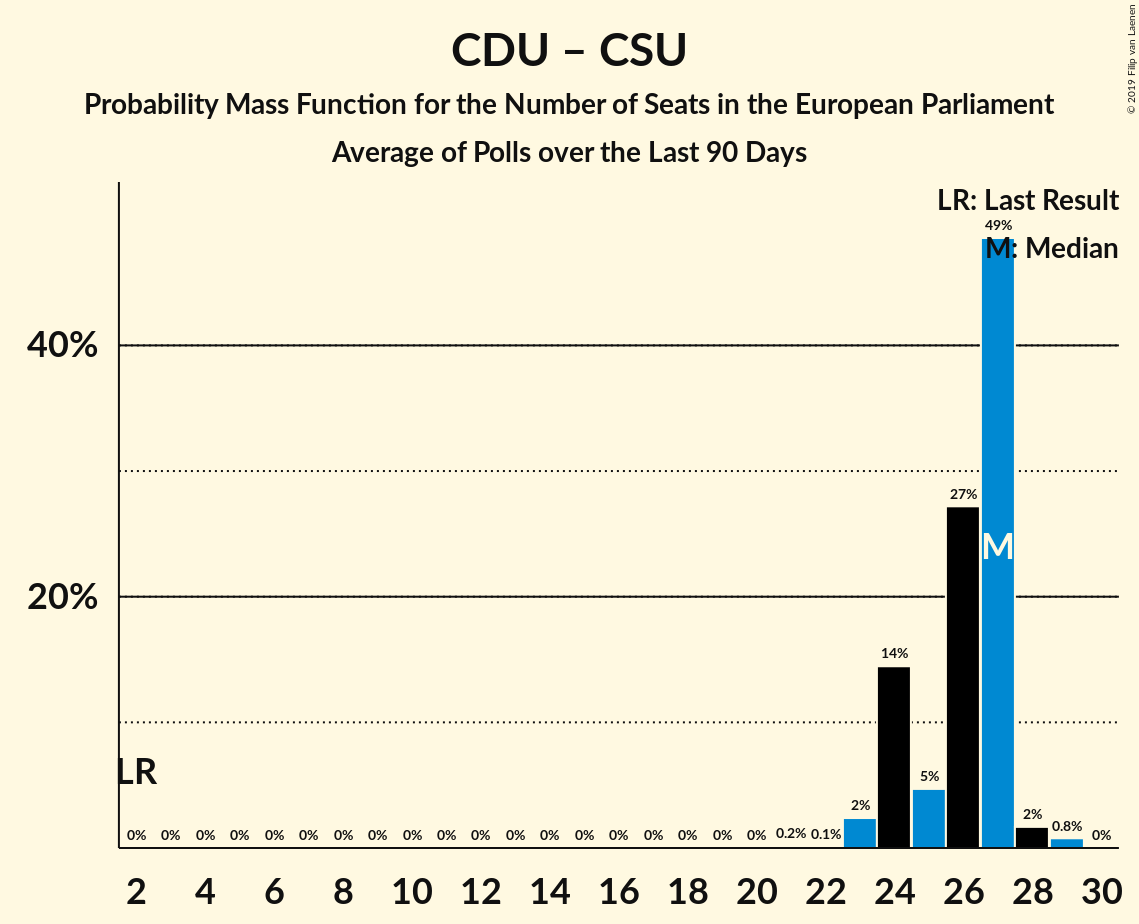 CDU – CSU
Probability Mass Function for the Number of Seats in the European Parliament
Average of Polls over the Last 90 Days
© 2019 Filip van Laenen
LR: Last Result
49%
M: Median
40%
27%
M
20%
14%
LR
5%
2%
2%
0.8%
0% 0% 0% 0% 0% 0% 0% 0% 0% 0% 0% 0% 0% 0% 0% 0% 0% 0% 0% 0.2% 0.1% 0%
2 4 6 8 10 12 14 16 18 20 22 24 26 28 30